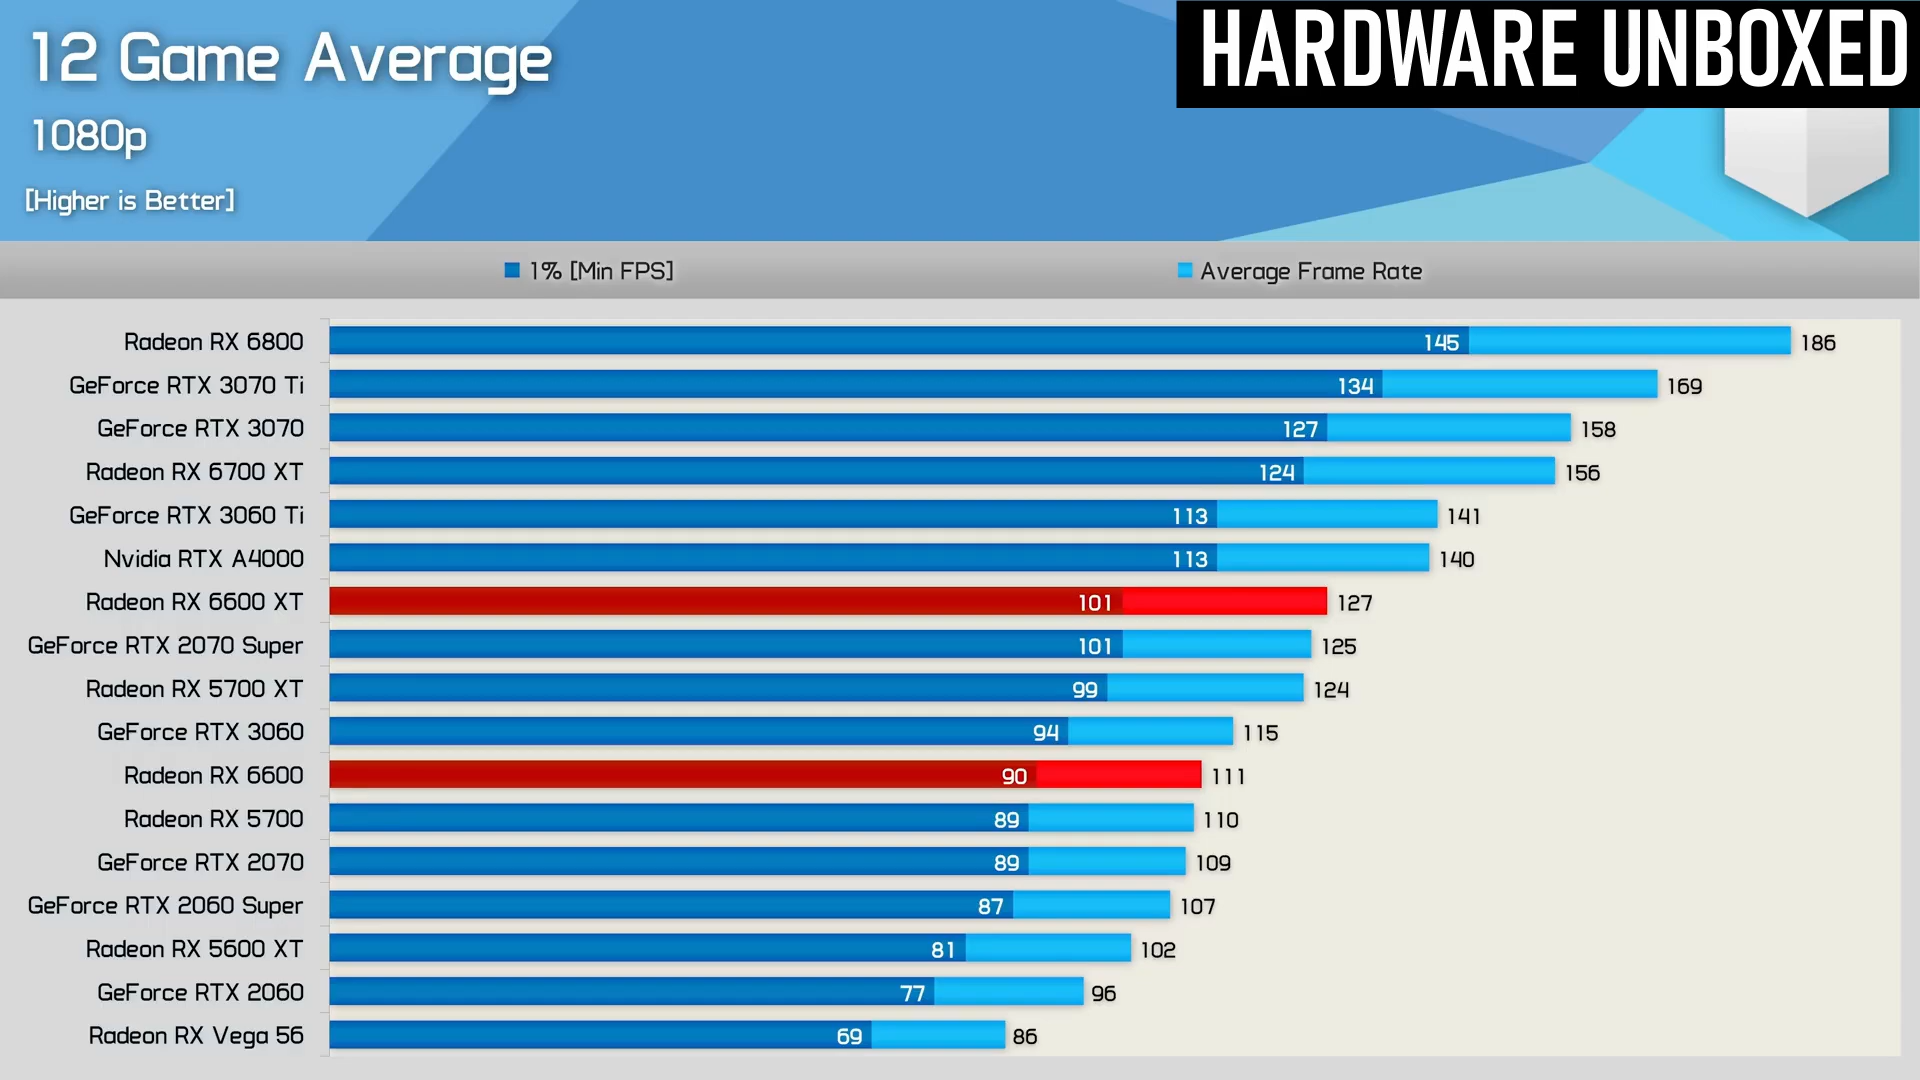 12 Game Average
HARDWARE UNBOXED
1080p
[Higher is Better]
1% [Min FPS] Average Frame Rate
Radeon RX 6800 145 186
GeForce RTX 3070 Ti 134 169
GeForce RTX 3070 127 158
Radeon RX 6700 XT 124 156
GeForce RTX 3060 Ti 113 141
Nvidia RTX A4000 113 140
Radeon RX 6600 XT 101 127
GeForce RTX 2070 Super 101 125
Radeon RX 5700 XT 99 124
GeForce RTX 3060 94 115
Radeon RX 6600 90 111
Radeon RX 5700 89 110
GeForce RTX 2070 89 109
GeForce RTX 2060 Super 87 107
Radeon RX 5600 XT 81 102
GeForce RTX 2060 77 96
Radeon RX Vega 56 69 86